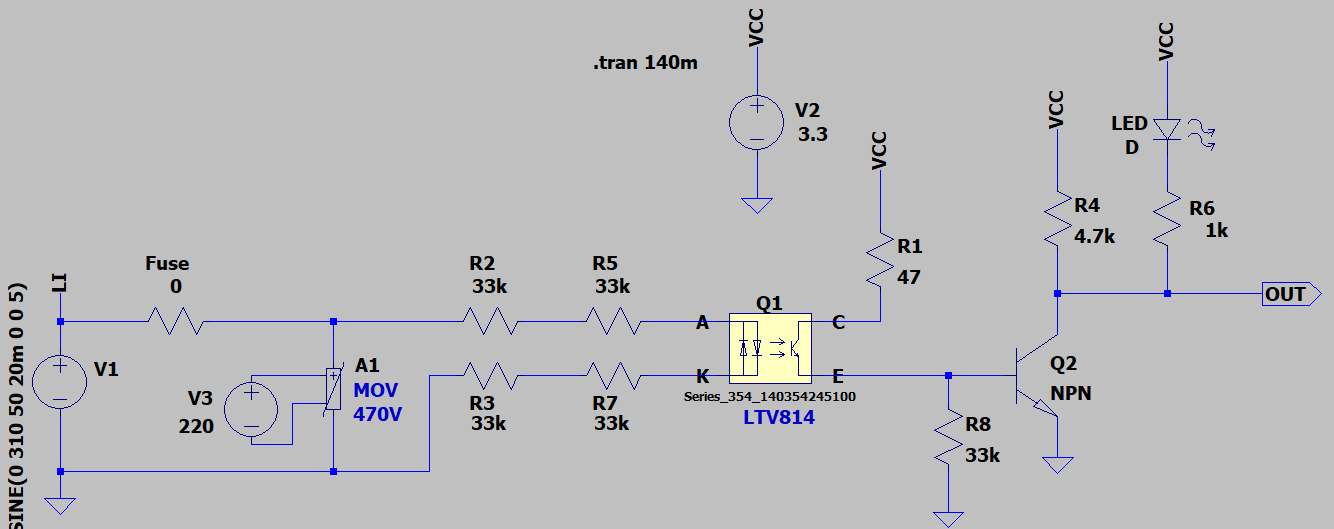 VCC
.tran 140m
V2
3.3
VCC
R1
47
VCC
R4
4.7k
VCC
LED
D
R6
1k
OUT
LI
Fuse
0
V1
SINE(0 310 50 20m 0 0 5)
V3
220
A1
MOV
470V
R2
33k
R5
33k
R3
33k
R7
33k
Q1
A
C
K
E
Series_354_140354245100
LTV814
R8
33k
Q2
NPN